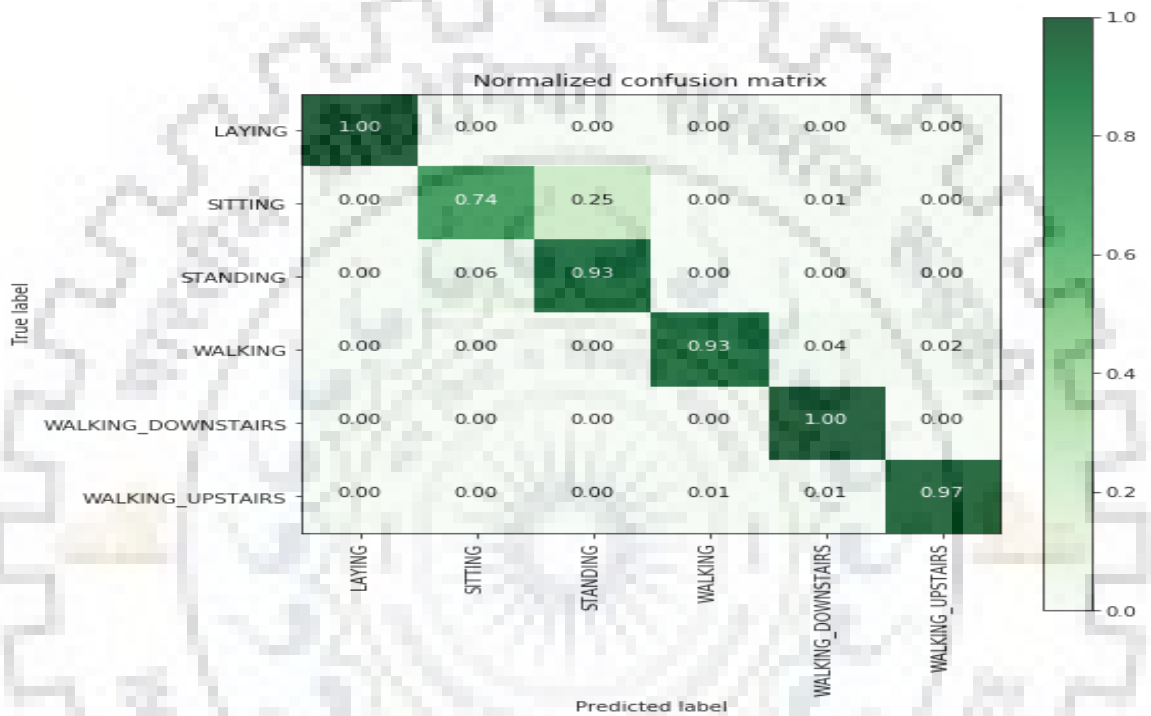 Normalized confusion matrix
True label
LAYING 1.00 0.00 0.00 0.00 0.00 0.00
SITTING 0.00 0.74 0.25 0.00 0.01 0.00
STANDING 0.00 0.06 0.93 0.00 0.00 0.00
WALKING 0.00 0.00 0.00 0.93 0.04 0.02
WALKING_DOWNSTAIRS 0.00 0.00 0.00 0.00 1.00 0.00
WALKING_UPSTAIRS 0.00 0.00 0.00 0.01 0.01 0.97
LAYING
SITTING
STANDING
WALKING
WALKING_DOWNSTAIRS
WALKING_UPSTAIRS
Predicted label
1.0
0.8
0.6
0.4
0.2
0.0